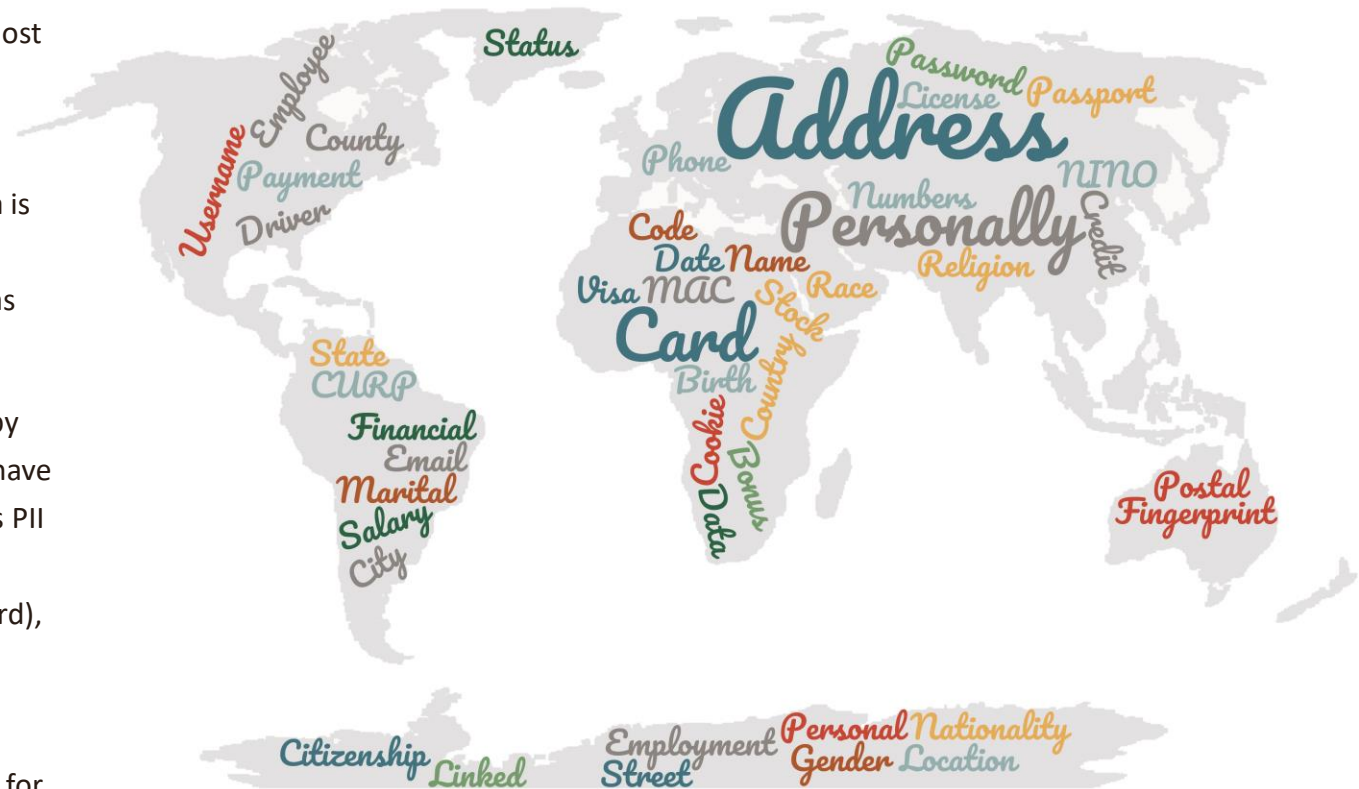 ost
is
ns
by
have
s PII
rd),
for
Status
Employee
Username
County
Payment
Driver
Password
License Passport
Address
Phone
NINO
Numbers
Personally
Credit
Religion
Code
Date Name
Visa MAC Stock Race
Card
Birth
Country
Cookie
Bonus
Data
State
CURP
Financial
Email
Marital
Salary
City
Postal
Fingerprint
Citizenship
Linked
Employment
Street
Personal Nationality
Gender Location